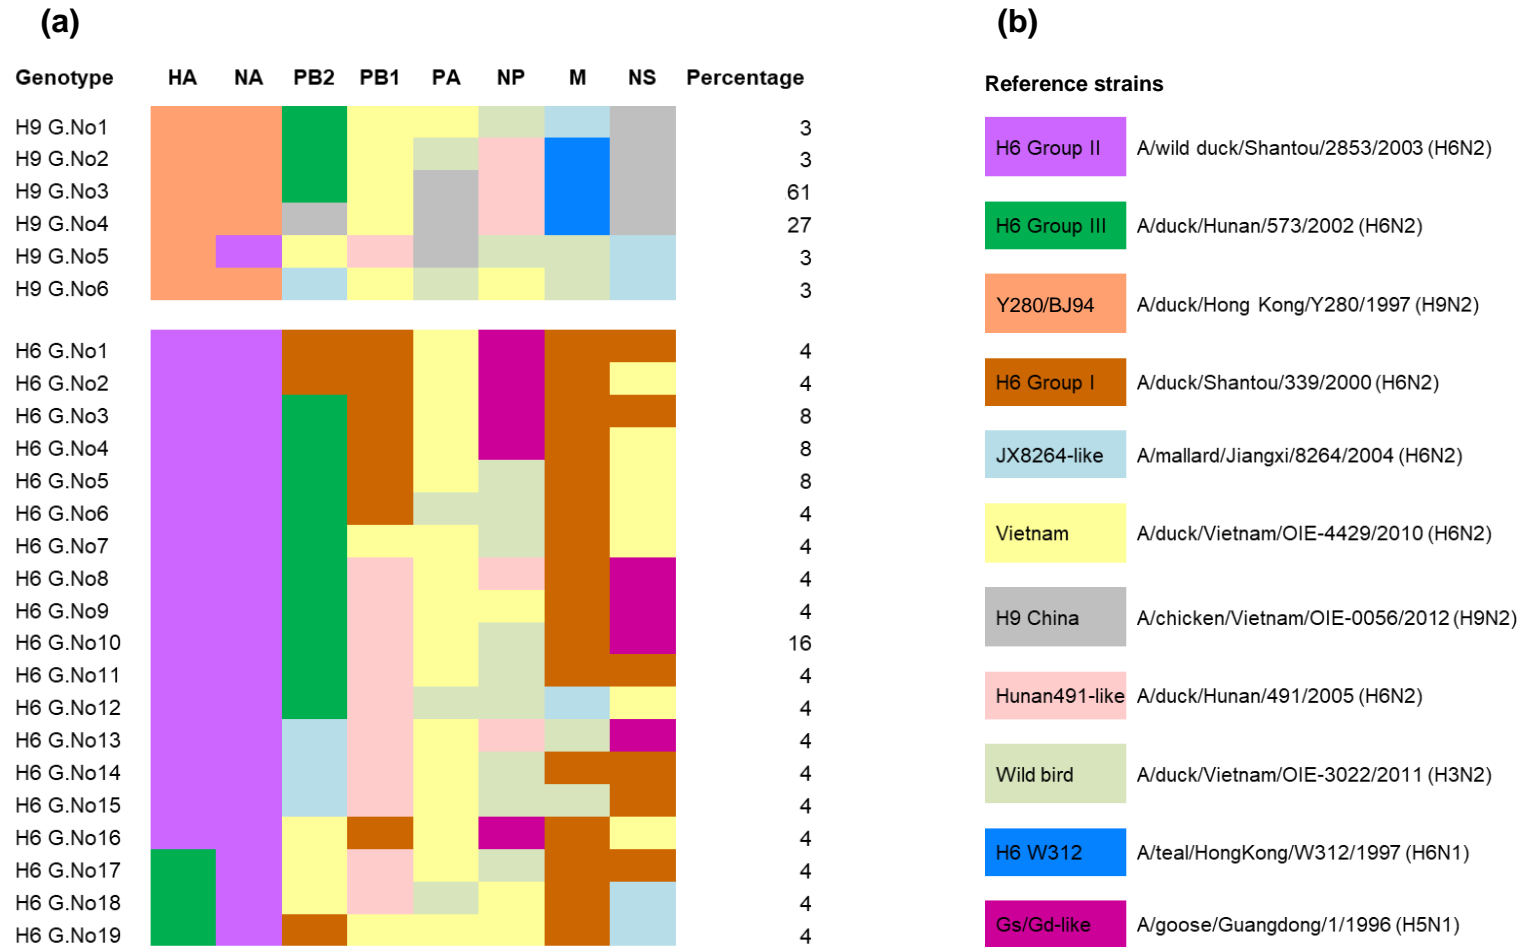 (a)
Genotype HA NA PB2 PB1 PA NP M NS Percentage
H9 G.No1 3
H9 G.No2 3
H9 G.No3 61
H9 G.No4 27
H9 G.No5 3
H9 G.No6 3
H6 G.No1 4
H6 G.No2 4
H6 G.No3 8
H6 G.No4 8
H6 G.No5 8
H6 G.No6 4
H6 G.No7 4
H6 G.No8 4
H6 G.No9 4
H6 G.No10 16
H6 G.No11 4
H6 G.No12 4
H6 G.No13 4
H6 G.No14 4
H6 G.No15 4
H6 G.No16 4
H6 G.No17 4
H6 G.No18 4
H6 G.No19 4
(b)
Reference strains
H6 Group II A/wild duck/Shantou/2853/2003 (H6N2)
H6 Group III A/duck/Hunan/573/2002 (H6N2)
Y280/BJ94 A/duck/Hong Kong/Y280/1997 (H9N2)
H6 Group I A/duck/Shantou/339/2000 (H6N2)
JX8264-like A/mallard/Jiangxi/8264/2004 (H6N2)
Vietnam A/duck/Vietnam/OIE-4429/2010 (H6N2)
H9 China A/chicken/Vietnam/OIE-0056/2012 (H9N2)
Hunan491-like A/duck/Hunan/491/2005 (H6N2)
Wild bird A/duck/Vietnam/OIE-3022/2011 (H3N2)
H6 W312 A/teal/HongKong/W312/1997 (H6N1)
Gs/Gd-like A/goose/Guangdong/1/1996 (H5N1)